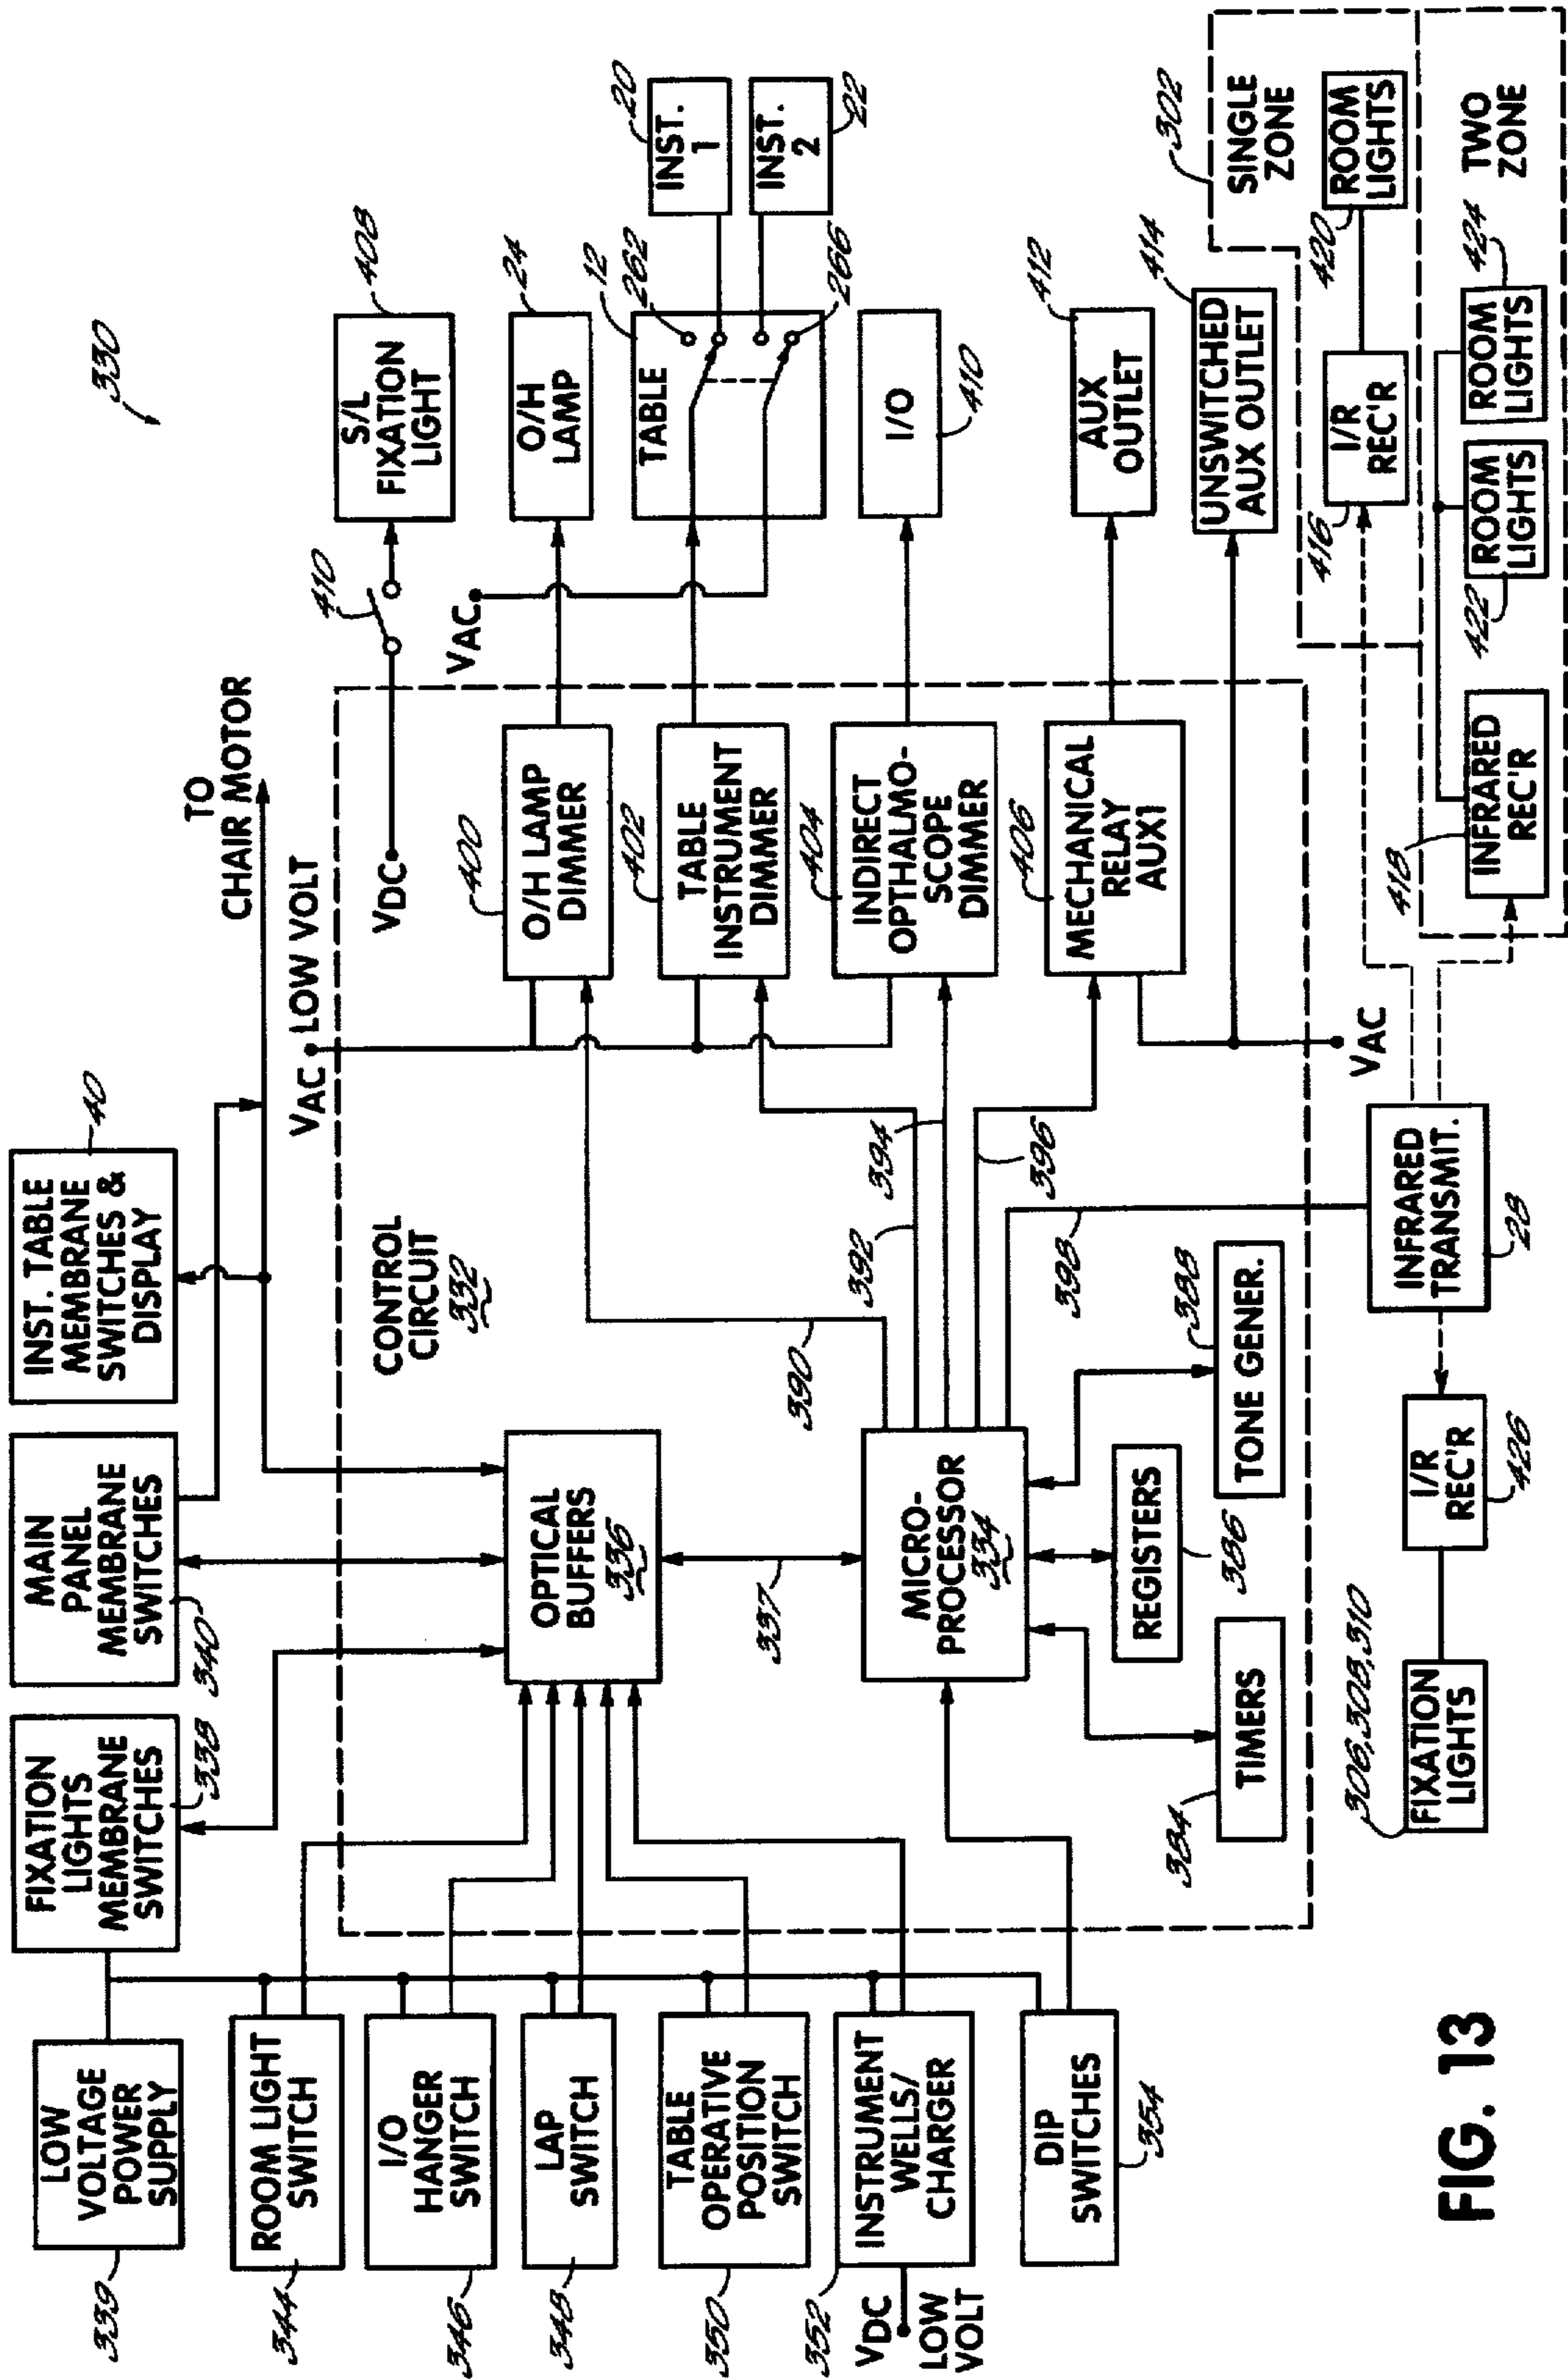 330
LOW
VOLTAGE
POWER
SUPPLY
339
FIXATION
LIGHTS
MEMBRANE
SWITCHES
338
MAIN
PANEL
MEMBRANE
SWITCHES
340
INST. TABLE
MEMBRANE
SWITCHES &
DISPLAY
40
TO
CHAIR MOTOR
ROOM LIGHT
SWITCH
344
I/O
HANGER
SWITCH
346
LAP
SWITCH
348
TABLE
OPERATIVE
POSITION
SWITCH
350
INSTRUMENT
WELLS/
CHARGER
352
VDC
LOW
VOLT
DIP
SWITCHES
354
CONTROL
CIRCUIT
332
OPTICAL
BUFFERS
336
337
MICRO-
PROCESSOR
334
TIMERS
384
REGISTERS
386
TONE GENER.
388
390
392
394
396
398
VAC LOW VOLT
VDC
410
S/L
FIXATION
LIGHT
408
O/H LAMP
DIMMER
400
O/H
LAMP
24
TABLE
INSTRUMENT
DIMMER
402
VAC
TABLE
12
262
266
INST.
1
20
INST.
2
22
INDIRECT
OPTHALMO-
SCOPE
DIMMER
404
I/O
410
MECHANICAL
RELAY
AUX1
406
AUX
OUTLET
412
UNSWITCHED
AUX OUTLET
414
VAC
INFRARED
TRANSMIT.
28
I/R
REC'R
426
FIXATION
LIGHTS
306,308,310
302
SINGLE
ZONE
I/R
REC'R
416
ROOM
LIGHTS
420
TWO
ZONE
INFRARED
REC'R
418
ROOM
LIGHTS
422
ROOM
LIGHTS
424
FIG. 13